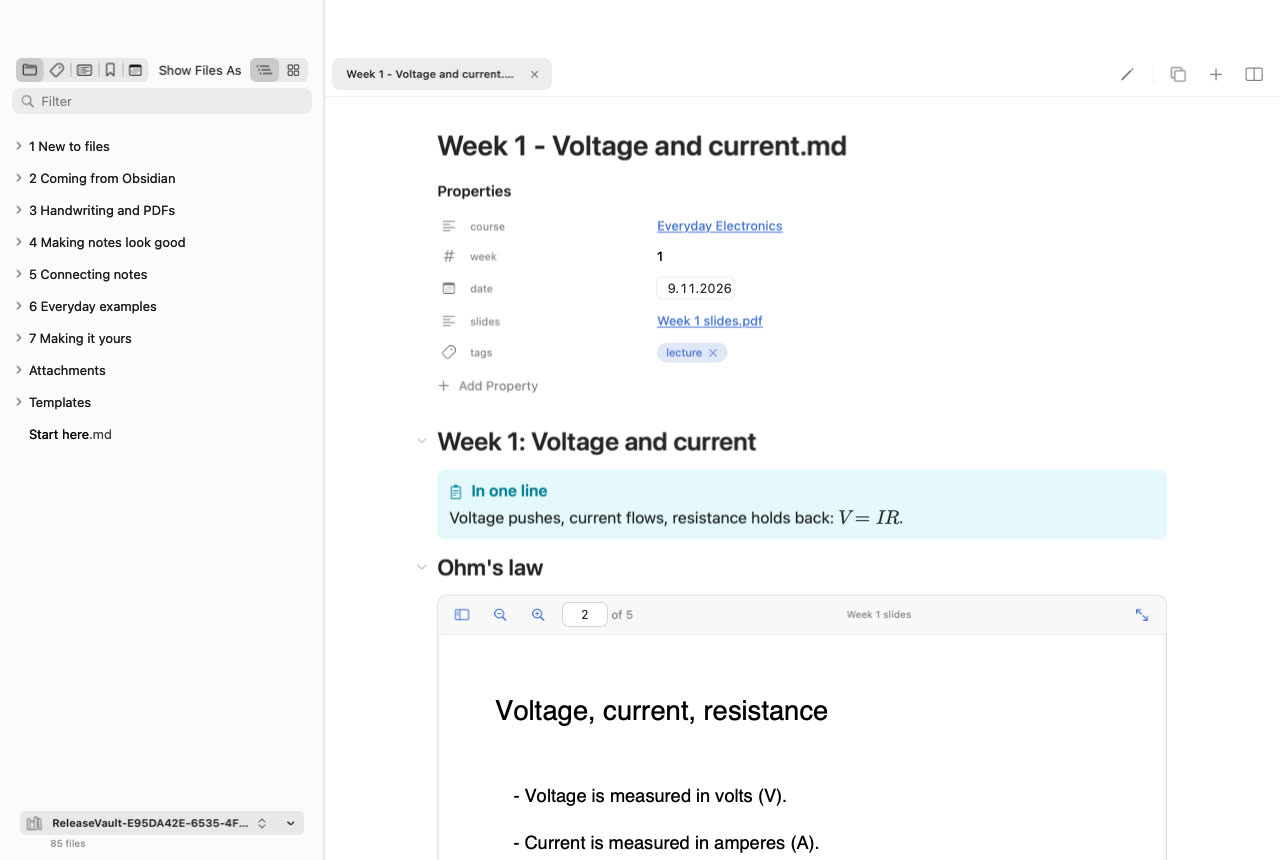 Show Files As
Filter
1 New to files
2 Coming from Obsidian
3 Handwriting and PDFs
4 Making notes look good
5 Connecting notes
6 Everyday examples
7 Making it yours
Attachments
Templates
Start here.md
ReleaseVault-E95DA42E-6535-4F...
85 files
Week 1 - Voltage and current....
Week 1 - Voltage and current.md
Properties
course Everyday Electronics
week 1
date 9.11.2026
slides Week 1 slides.pdf
tags lecture
Add Property
Week 1: Voltage and current
In one line
Voltage pushes, current flows, resistance holds back: V = IR.
Ohm's law
2 of 5 Week 1 slides
Voltage, current, resistance
- Voltage is measured in volts (V).
- Current is measured in amperes (A).